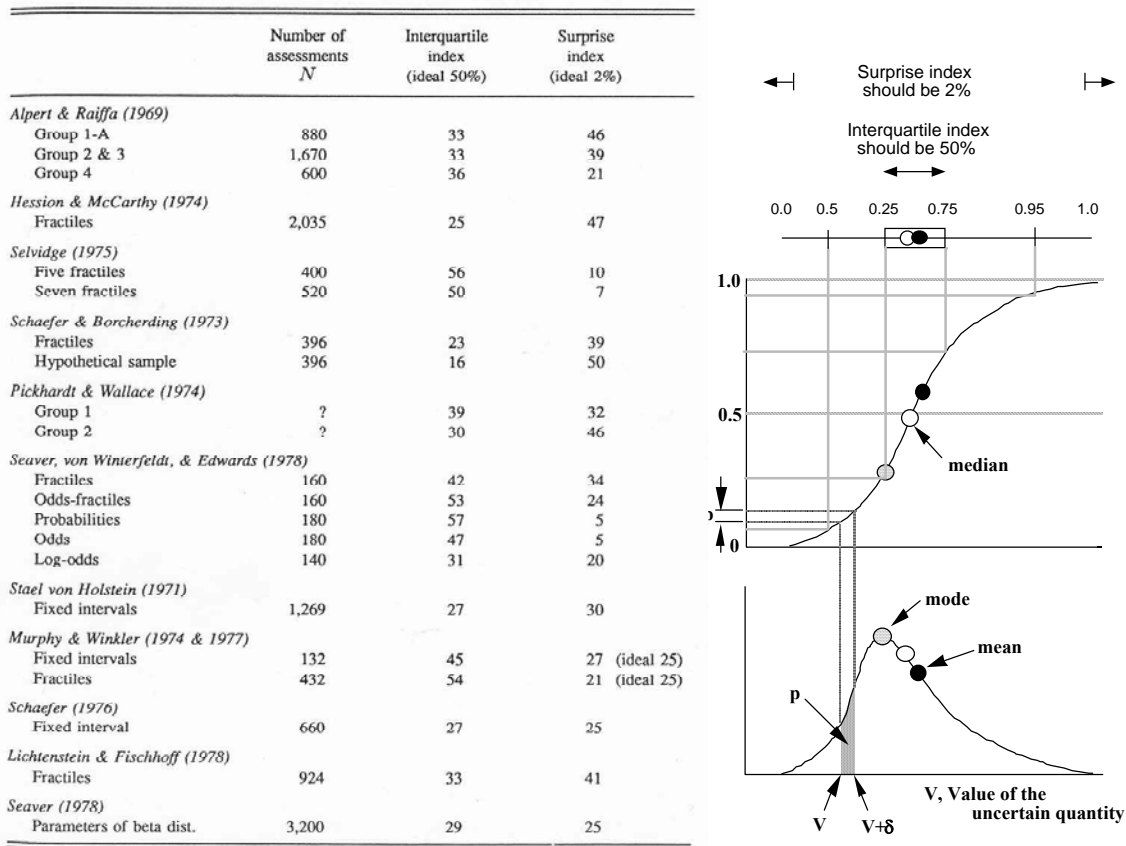 Number of assessments N Interquartile index (ideal 50%) Surprise index (ideal 2%)
Alpert & Raiffa (1969)
Group 1-A 880 33 46
Group 2 & 3 1,670 33 39
Group 4 600 36 21
Hession & McCarthy (1974)
Fractiles 2,035 25 47
Selvidge (1975)
Five fractiles 400 56 10
Seven fractiles 520 50 7
Schaefer & Borcherding (1973)
Fractiles 396 23 39
Hypothetical sample 396 16 50
Pickhardt & Wallace (1974)
Group 1 ? 39 32
Group 2 ? 30 46
Seaver, von Winterfeldt, & Edwards (1978)
Fractiles 160 42 34
Odds-fractiles 160 53 24
Probabilities 180 57 5
Odds 180 47 5
Log-odds 140 31 20
Stael von Holstein (1971)
Fixed intervals 1,269 27 30
Murphy & Winkler (1974 & 1977)
Fixed intervals 132 45 27 (ideal 25)
Fractiles 432 54 21 (ideal 25)
Schaefer (1976)
Fixed interval 660 27 25
Lichtenstein & Fischhoff (1978)
Fractiles 924 33 41
Seaver (1978)
Parameters of beta dist. 3,200 29 25
Surprise index
should be 2%
Interquartile index
should be 50%
0.0 0.5 0.25 0.75 0.95 1.0
1.0
0.5
median
0
mode
mean
p
V V+δ
V, Value of the
uncertain quantity